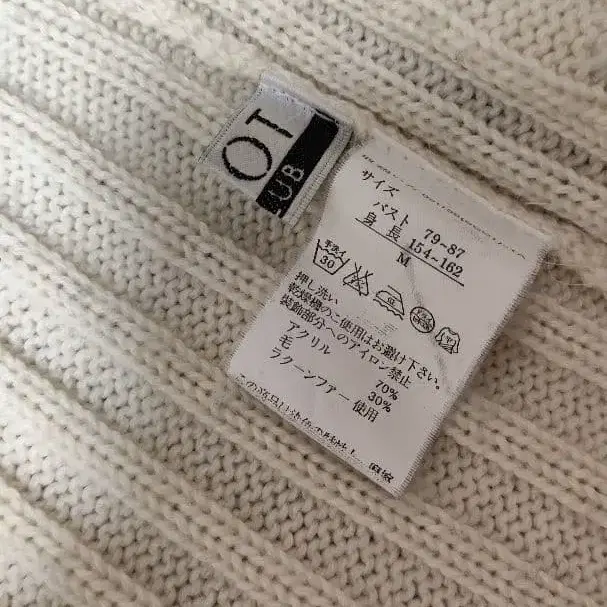 OT
UB
サイズ
バスト 79-87
身長 154-162
M
手洗イ 30
押し洗い
乾燥機のご使用はお避け下さい。
装飾部分へのアイロン禁止
アクリル 70%
毛 30%
ラクーンファー 使用